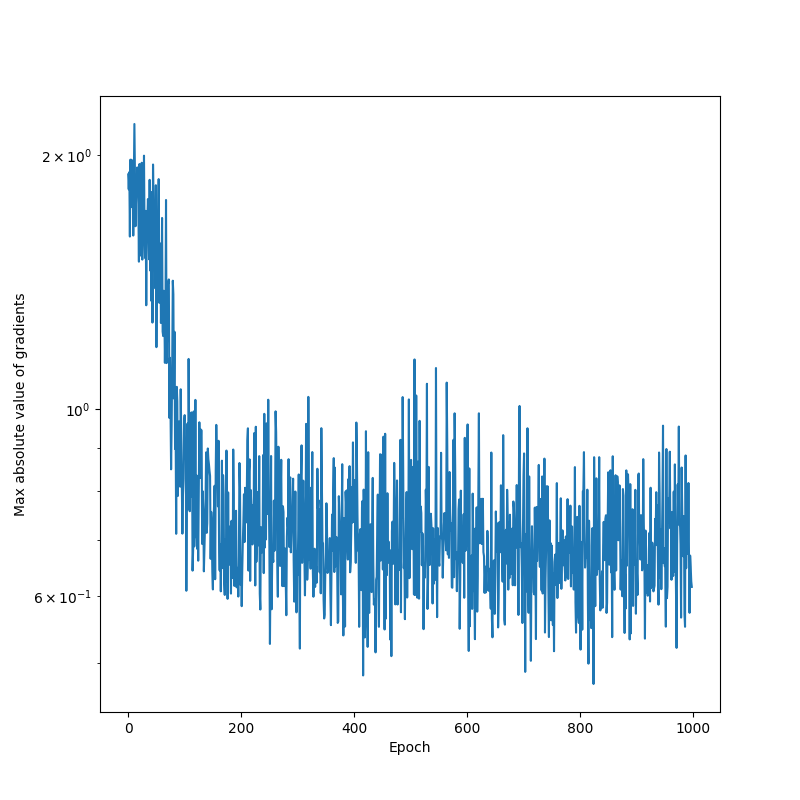 Max absolute value of gradients
2 × 10⁰
10⁰
6 × 10⁻¹
0 200 400 600 800 1000
Epoch